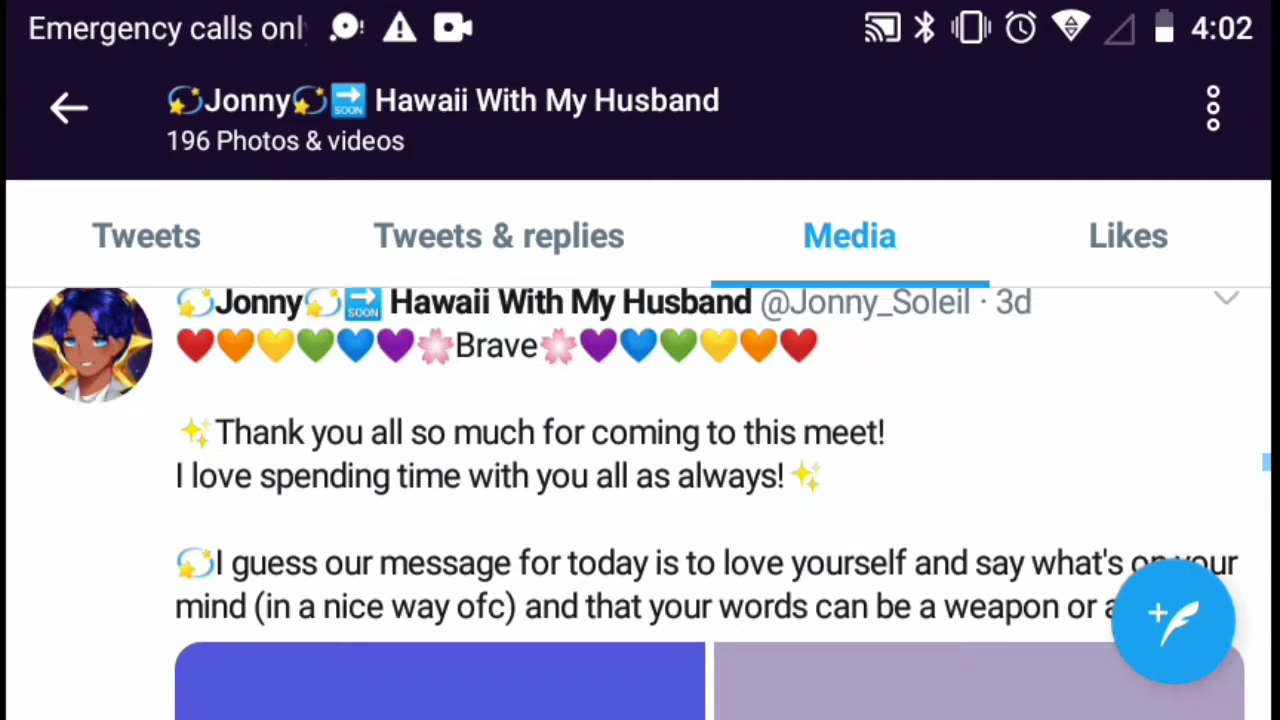 Emergency calls onl
4:02
💫Jonny💫🔜 Hawaii With My Husband
196 Photos & videos
Tweets Tweets & replies Media Likes
💫Jonny💫🔜 Hawaii With My Husband @Jonny_Soleil · 3d
❤️🧡💛💚💙💜🌸Brave🌸💜💙💚💛🧡❤️
✨Thank you all so much for coming to this meet!
I love spending time with you all as always!✨
💫I guess our message for today is to love yourself and say what's on your
mind (in a nice way ofc) and that your words can be a weapon or a